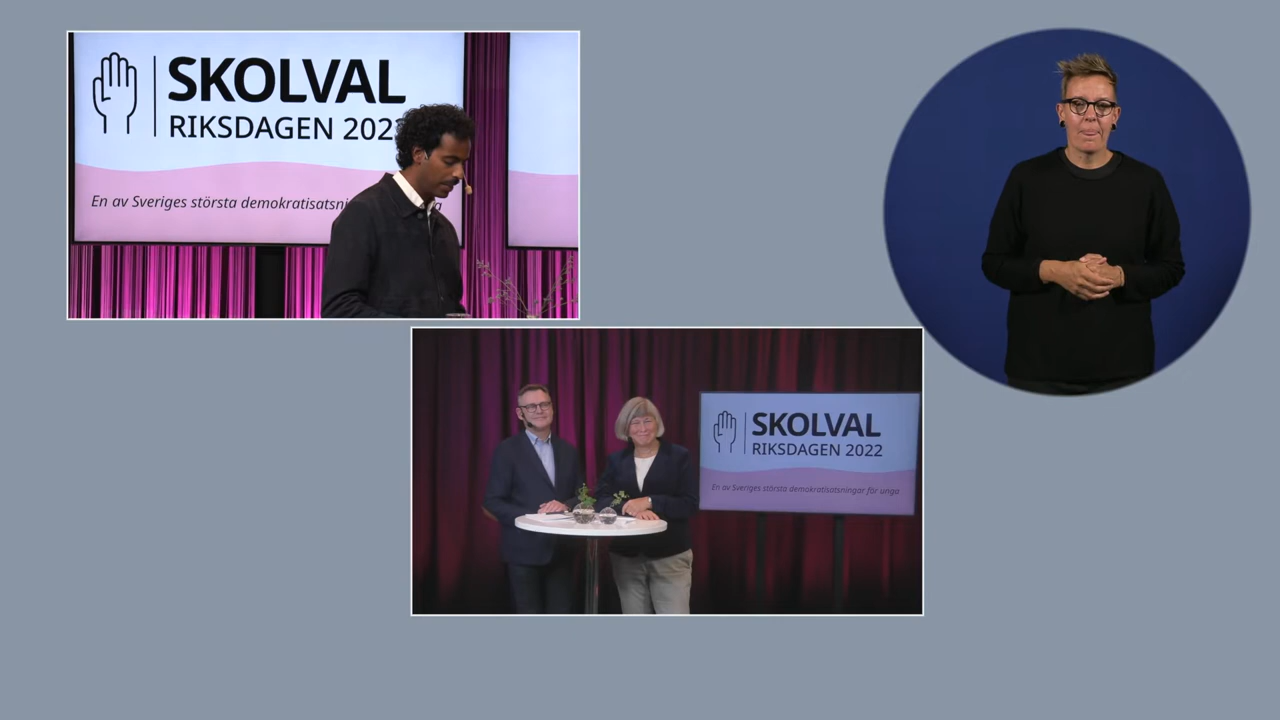 SKOLVAL
RIKSDAGEN 202
En av Sveriges största demokratisatsni
SKOLVAL
RIKSDAGEN 2022
En av Sveriges största demokratisatsningar för unga